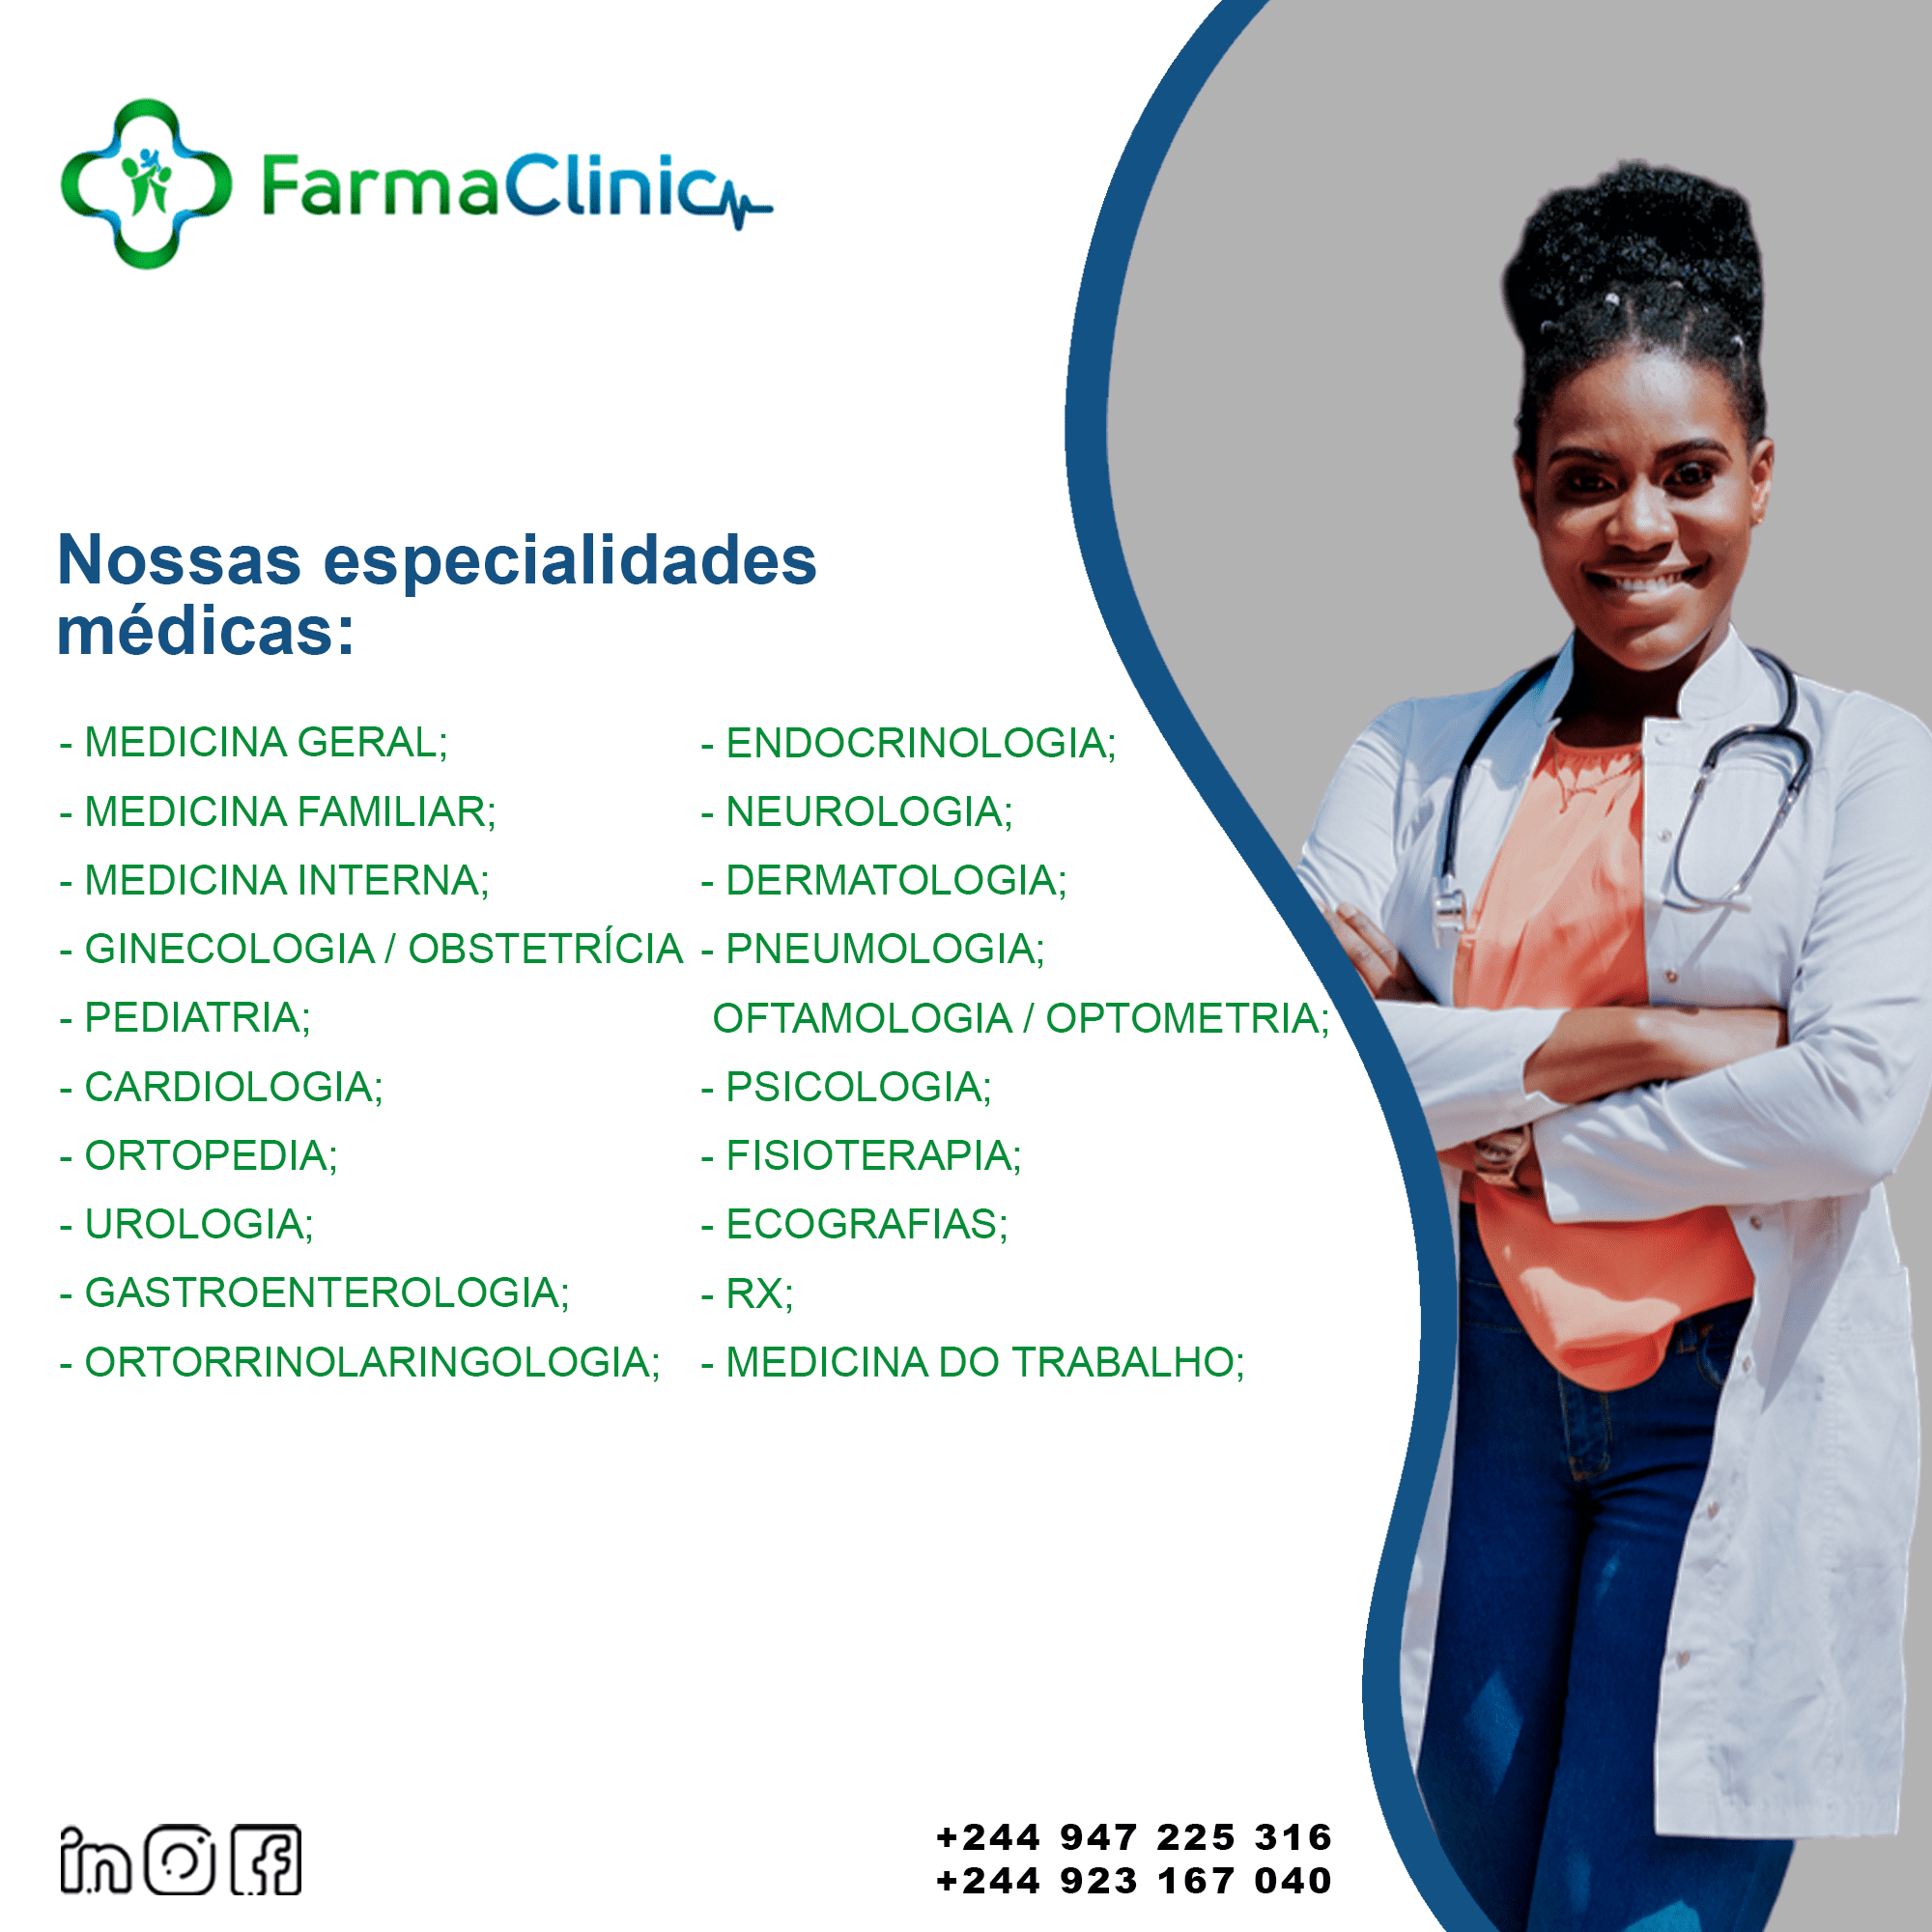 FarmaClinic
Nossas especialidades
médicas:
- MEDICINA GERAL;
- MEDICINA FAMILIAR;
- MEDICINA INTERNA;
- GINECOLOGIA / OBSTETRÍCIA
- PEDIATRIA;
- CARDIOLOGIA;
- ORTOPEDIA;
- UROLOGIA;
- GASTROENTEROLOGIA;
- ORTORRINOLARINGOLOGIA;
- ENDOCRINOLOGIA;
- NEUROLOGIA;
- DERMATOLOGIA;
- PNEUMOLOGIA;
OFTAMOLOGIA / OPTOMETRIA;
- PSICOLOGIA;
- FISIOTERAPIA;
- ECOGRAFIAS;
- RX;
- MEDICINA DO TRABALHO;
+244 947 225 316
+244 923 167 040